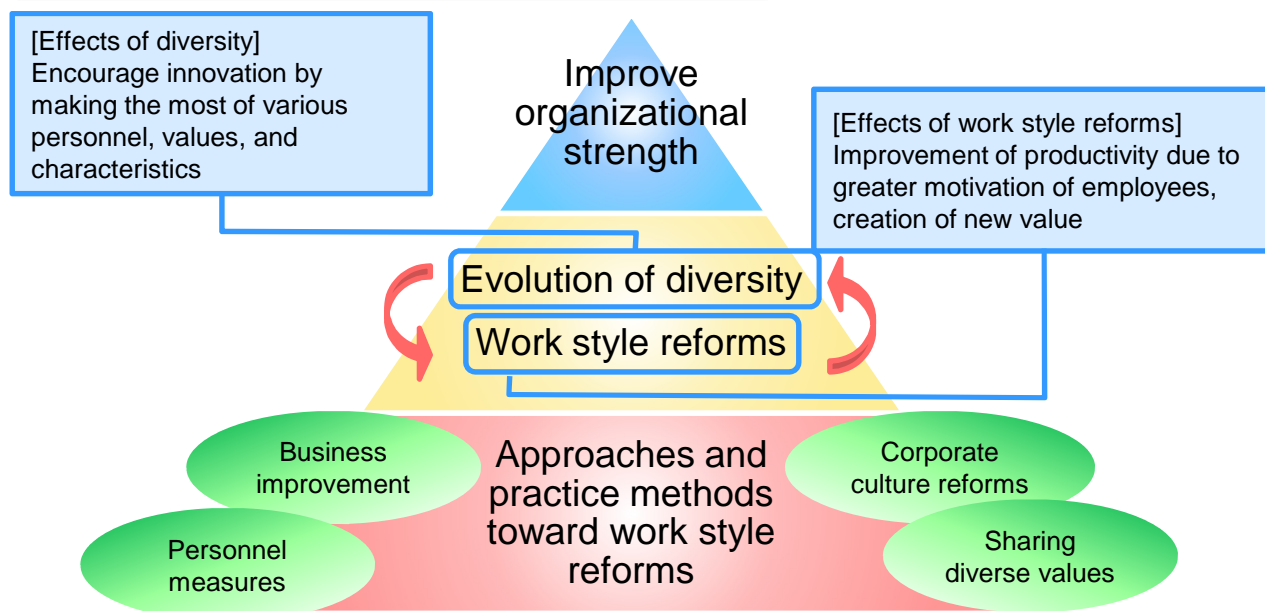 [Effects of diversity]
Encourage innovation by
making the most of various
personnel, values, and
characteristics
Improve
organizational
strength
[Effects of work style reforms]
Improvement of productivity due to
greater motivation of employees,
creation of new value
Evolution of diversity
Work style reforms
Business
improvement
Personnel
measures
Approaches and
practice methods
toward work style
reforms
Corporate
culture reforms
Sharing
diverse values